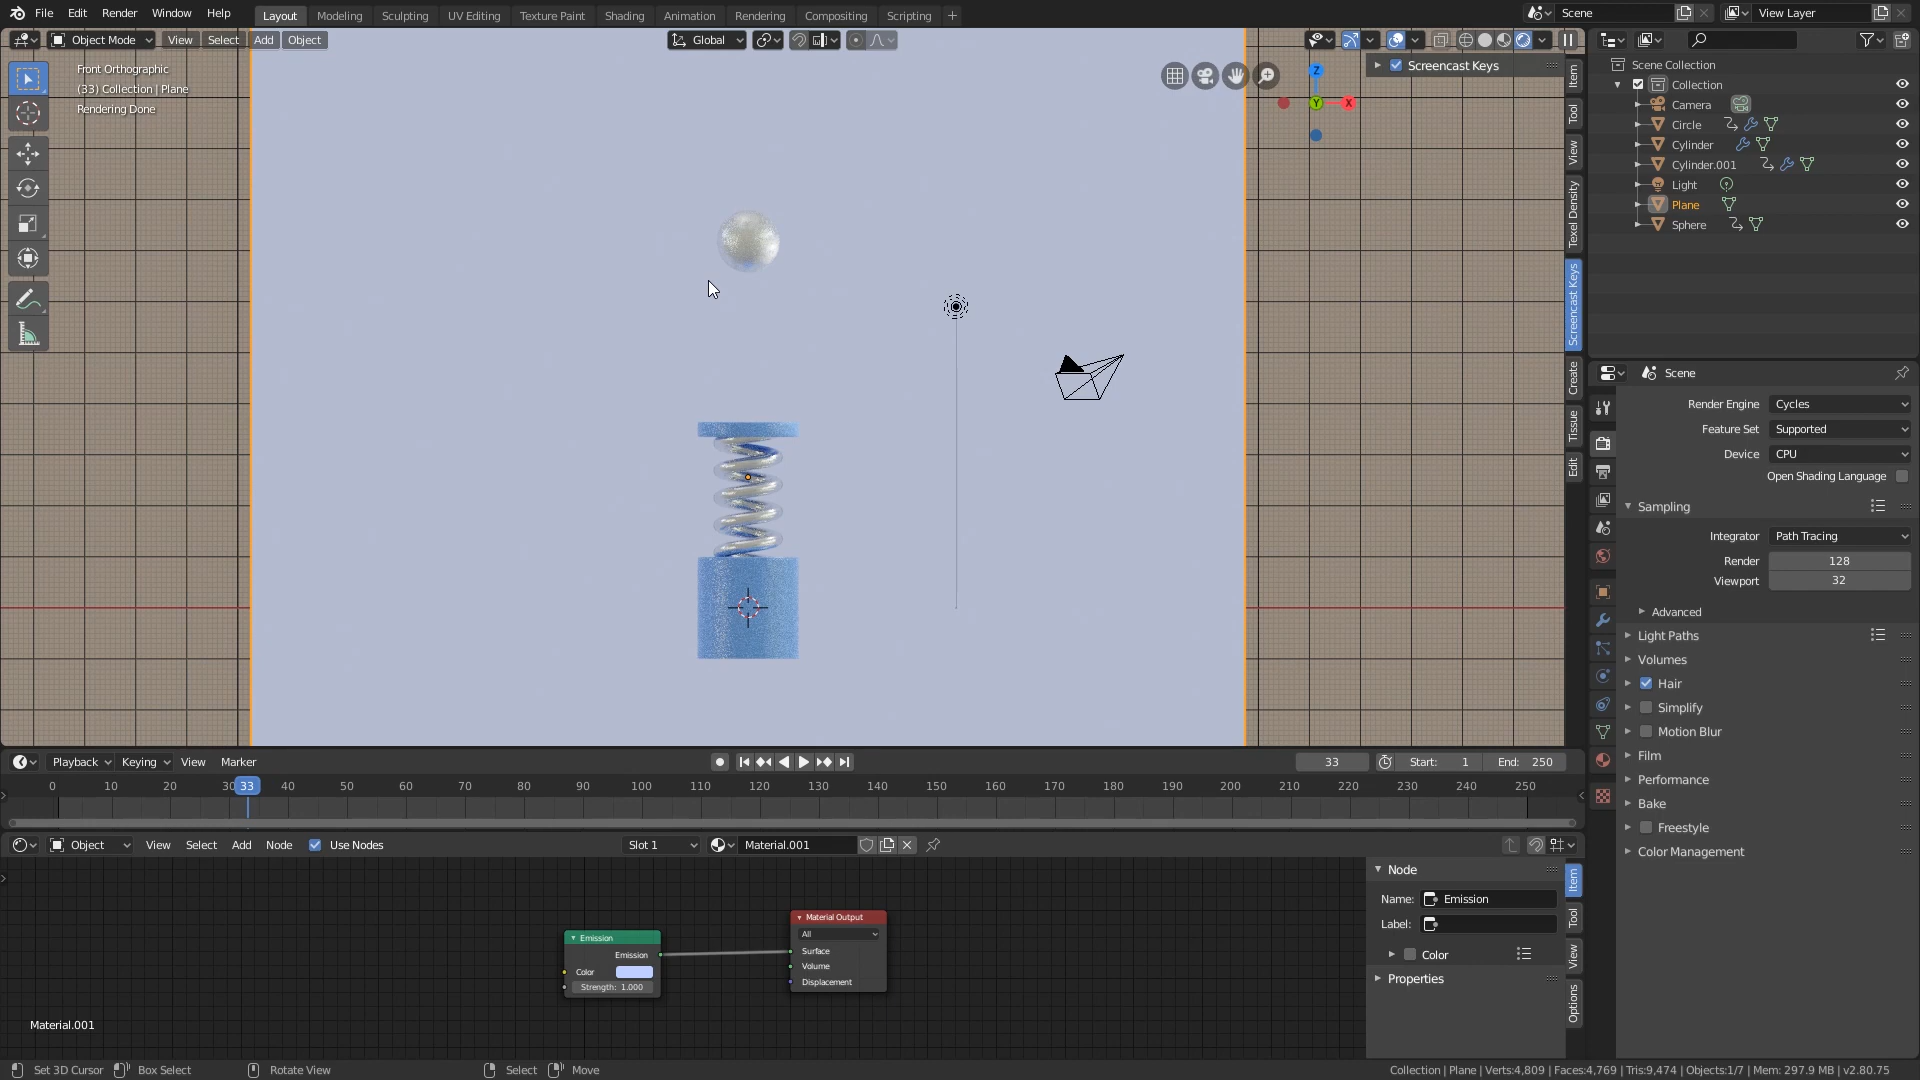 File Edit Render Window Help Layout Modeling Sculpting UV Editing Texture Paint Shading Animation Rendering Compositing Scripting + Scene View Layer
Object Mode View Select Add Object Global
Front Orthographic
(33) Collection | Plane
Rendering Done
Screencast Keys
Z
Y
X
Item
Tool
View
Texel Density
Screencast Keys
Create
Tissue
Edit
Scene Collection
Collection
Camera
Circle
Cylinder
Cylinder.001
Light
Plane
Sphere
Scene
Render Engine Cycles
Feature Set Supported
Device CPU
Open Shading Language
Sampling
Integrator Path Tracing
Render 128
Viewport 32
Advanced
Light Paths
Volumes
Hair
Simplify
Motion Blur
Film
Performance
Bake
Freestyle
Color Management
Playback Keying View Marker 33 Start: 1 End: 250
0 10 20 30 33 40 50 60 70 80 90 100 110 120 130 140 150 160 170 180 190 200 210 220 230 240 250
Object View Select Add Node Use Nodes Slot 1 Material.001
Emission
Emission
Color
Strength: 1.000
Material Output
All
Surface
Volume
Displacement
Node
Name: Emission
Label:
Color
Properties
Item
Tool
View
Options
Material.001
Set 3D Cursor Box Select Rotate View Select Move Collection | Plane | Verts:4,809 | Faces:4,769 | Tris:9,474 | Objects:1/7 | Mem: 297.9 MB | v2.80.75